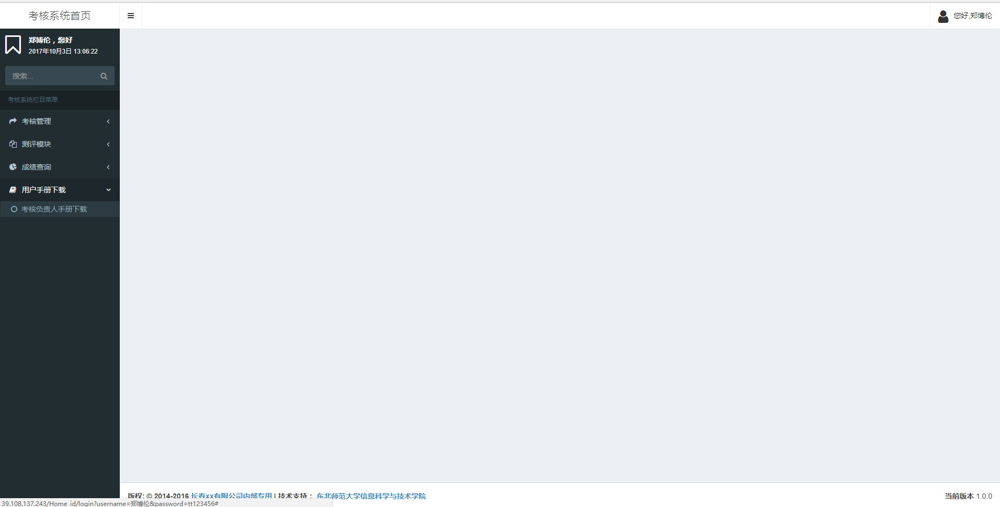 考核系统首页
您好,郑博伦
郑博伦，您好
2017年10月3日 13:06:22
搜索...
考核系统栏目菜单
考核管理
测评模块
成绩查询
用户手册下载
考核负责人手册下载
版权: © 2014-2016 长春xx有限公司内部专用 | 技术支持： 东北师范大学信息科学与技术学院
当前版本 1.0.0
39.108.137.243/Home_id/login?username=郑博伦&password=tt123456#